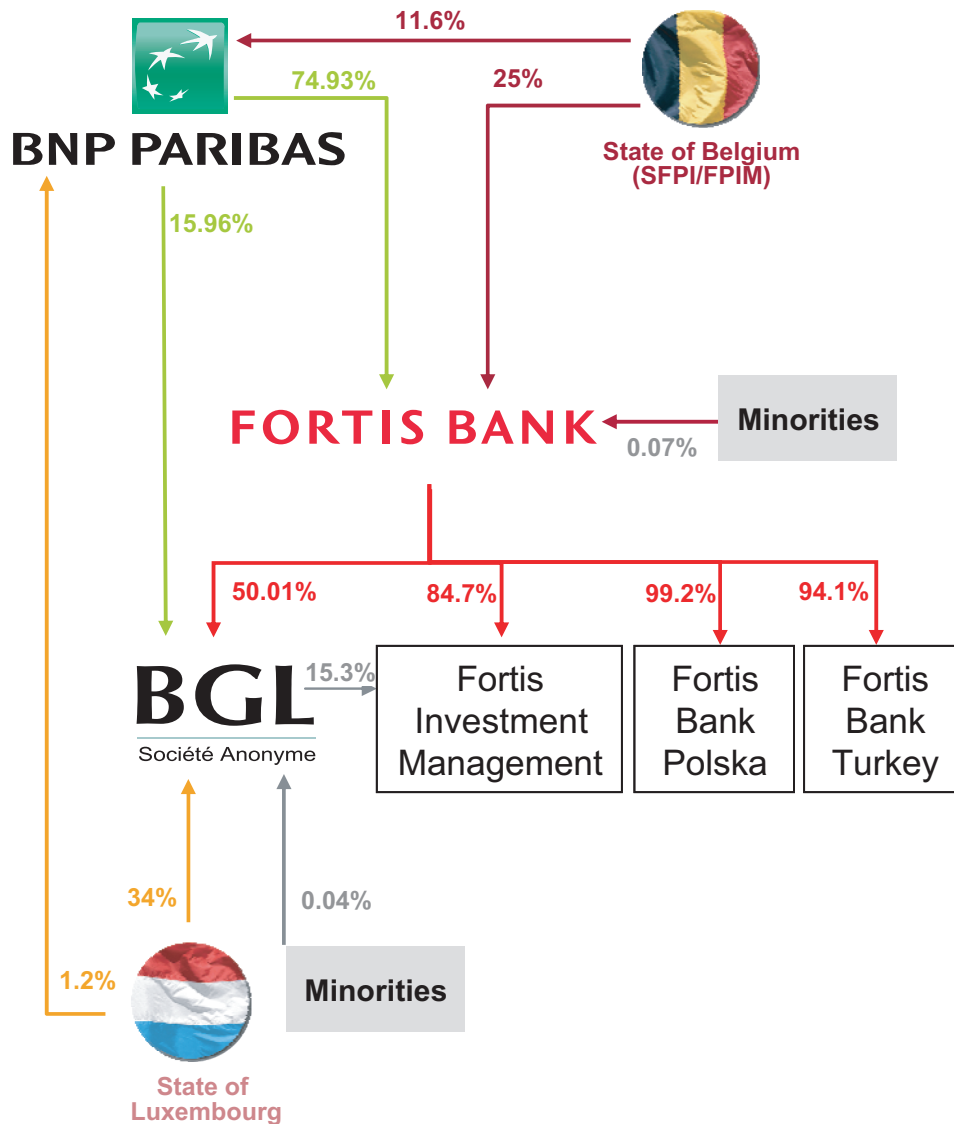 11.6%
74.93%
25%
BNP PARIBAS
State of Belgium
(SFPI/FPIM)
15.96%
FORTIS BANK
Minorities
0.07%
50.01%
84.7%
99.2%
94.1%
BGL
Société Anonyme
15.3%
Fortis
Investment
Management
Fortis
Bank
Polska
Fortis
Bank
Turkey
34%
0.04%
1.2%
Minorities
State of
Luxembourg